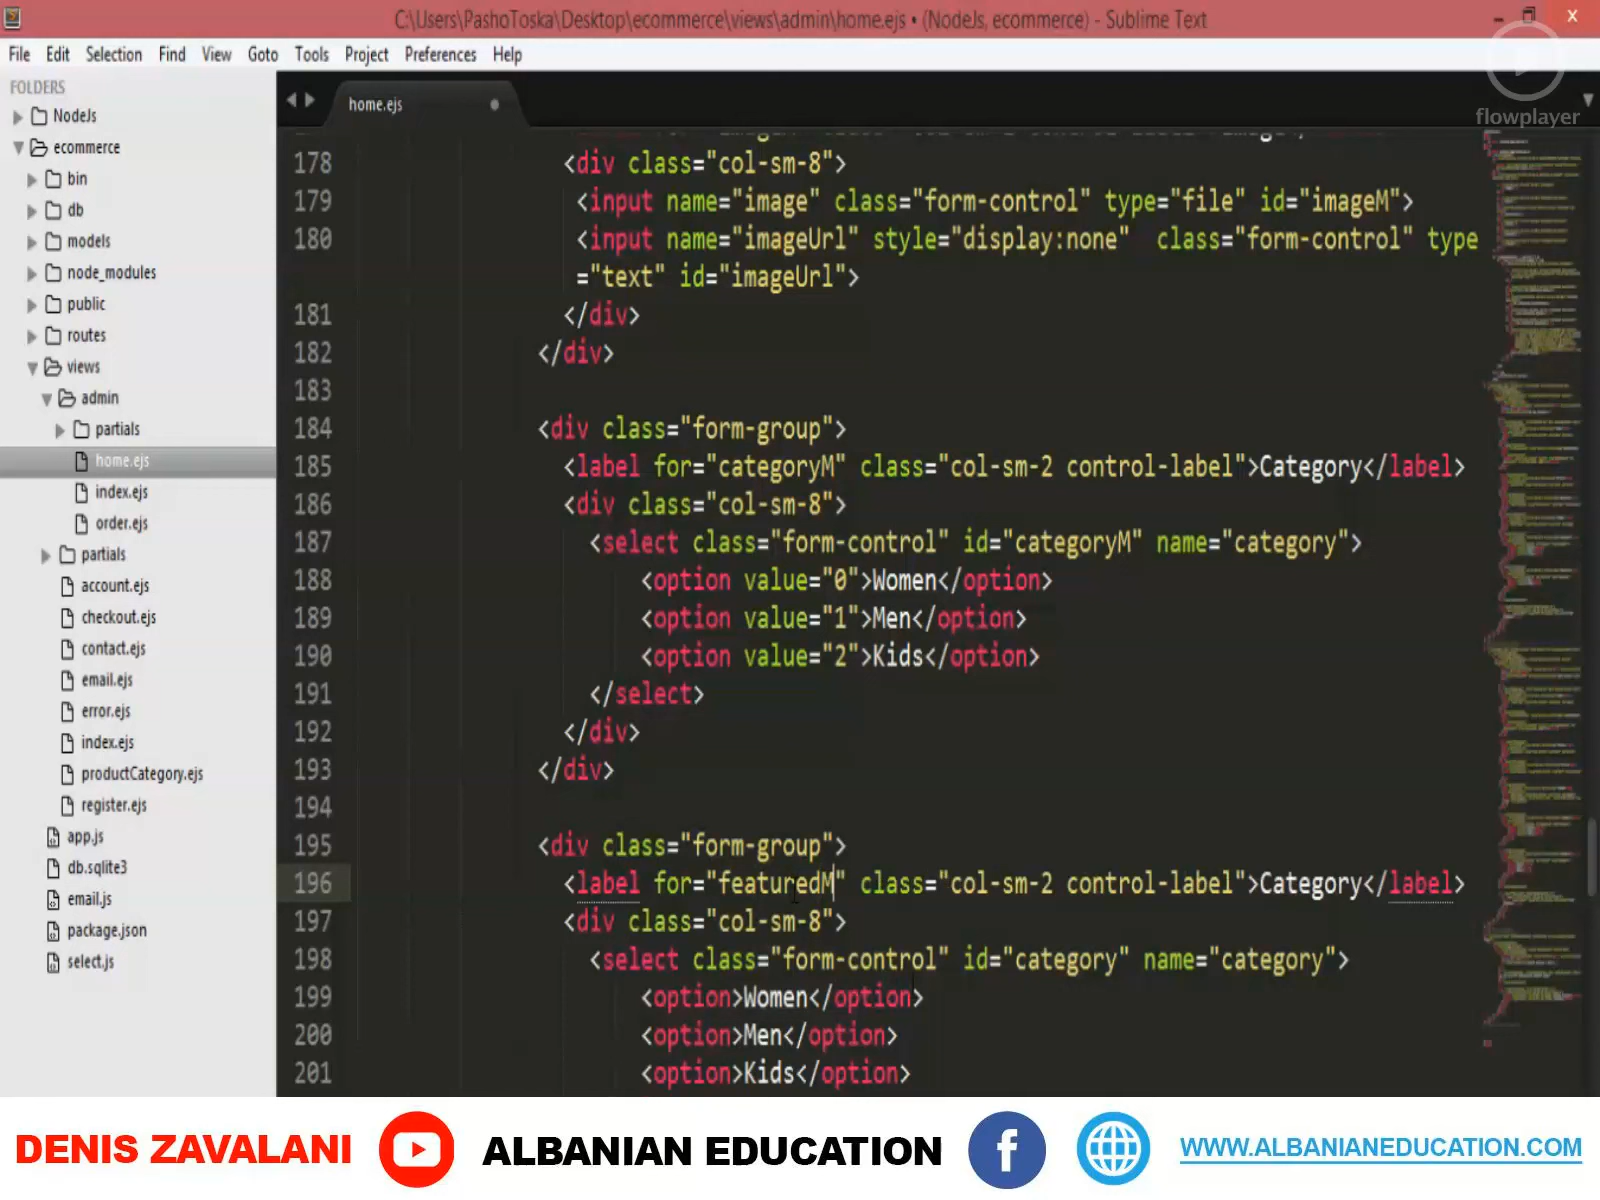 C:\Users\PashoToska\Desktop\ecommerce\views\admin\home.ejs • (NodeJs, ecommerce) - Sublime Text
File Edit Selection Find View Goto Tools Project Preferences Help
flowplayer
FOLDERS
NodeJs
ecommerce
bin
db
models
node_modules
public
routes
views
admin
partials
home.ejs
index.ejs
order.ejs
partials
account.ejs
checkout.ejs
contact.ejs
email.ejs
error.ejs
index.ejs
productCategory.ejs
register.ejs
app.js
db.sqlite3
email.js
package.json
select.js
home.ejs
178 <div class="col-sm-8">
179 <input name="image" class="form-control" type="file" id="imageM">
180 <input name="imageUrl" style="display:none"  class="form-control" type
="text" id="imageUrl">
181 </div>
182 </div>
183
184 <div class="form-group">
185 <label for="categoryM" class="col-sm-2 control-label">Category</label>
186 <div class="col-sm-8">
187 <select class="form-control" id="categoryM" name="category">
188 <option value="0">Women</option>
189 <option value="1">Men</option>
190 <option value="2">Kids</option>
191 </select>
192 </div>
193 </div>
194
195 <div class="form-group">
196 <label for="featuredM" class="col-sm-2 control-label">Category</label>
197 <div class="col-sm-8">
198 <select class="form-control" id="category" name="category">
199 <option>Women</option>
200 <option>Men</option>
201 <option>Kids</option>
DENIS ZAVALANI ALBANIAN EDUCATION f WWW.ALBANIANEDUCATION.COM